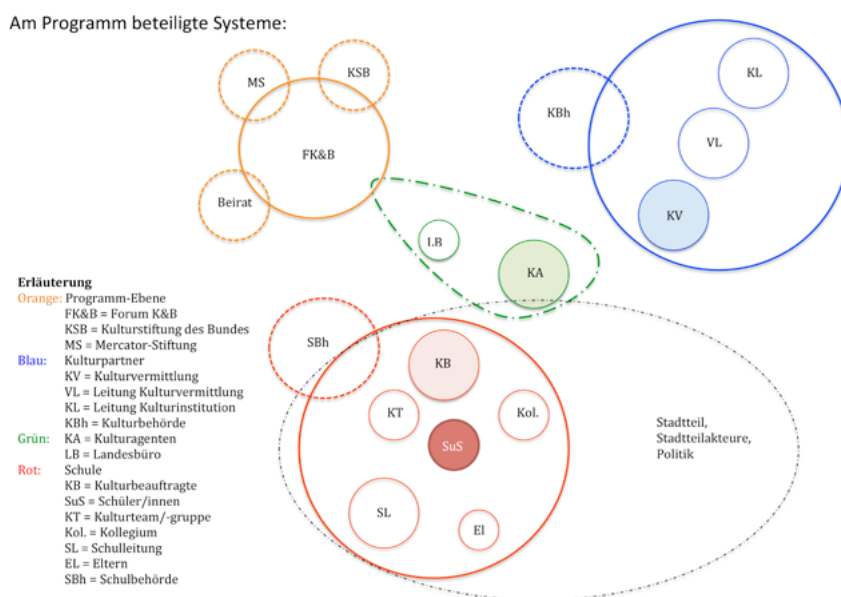 Am Programm beteiligte Systeme:
MS
KSB
FK&B
Beirat
KBh
KL
VL
KV
LB
KA
SBh
KB
KT
Kol.
SuS
SL
El
Stadtteil,
Stadtteilakteure,
Politik
Erläuterung
Orange: Programm-Ebene
FK&B = Forum K&B
KSB = Kulturstiftung des Bundes
MS = Mercator-Stiftung
Blau: Kulturpartner
KV = Kulturvermittlung
VL = Leitung Kulturvermittlung
KL = Leitung Kulturinstitution
KBh = Kulturbehörde
Grün: KA = Kulturagenten
LB = Landesbüro
Rot: Schule
KB = Kulturbeauftragte
SuS = Schüler/innen
KT = Kulturteam/-gruppe
Kol. = Kollegium
SL = Schulleitung
EL = Eltern
SBh = Schulbehörde